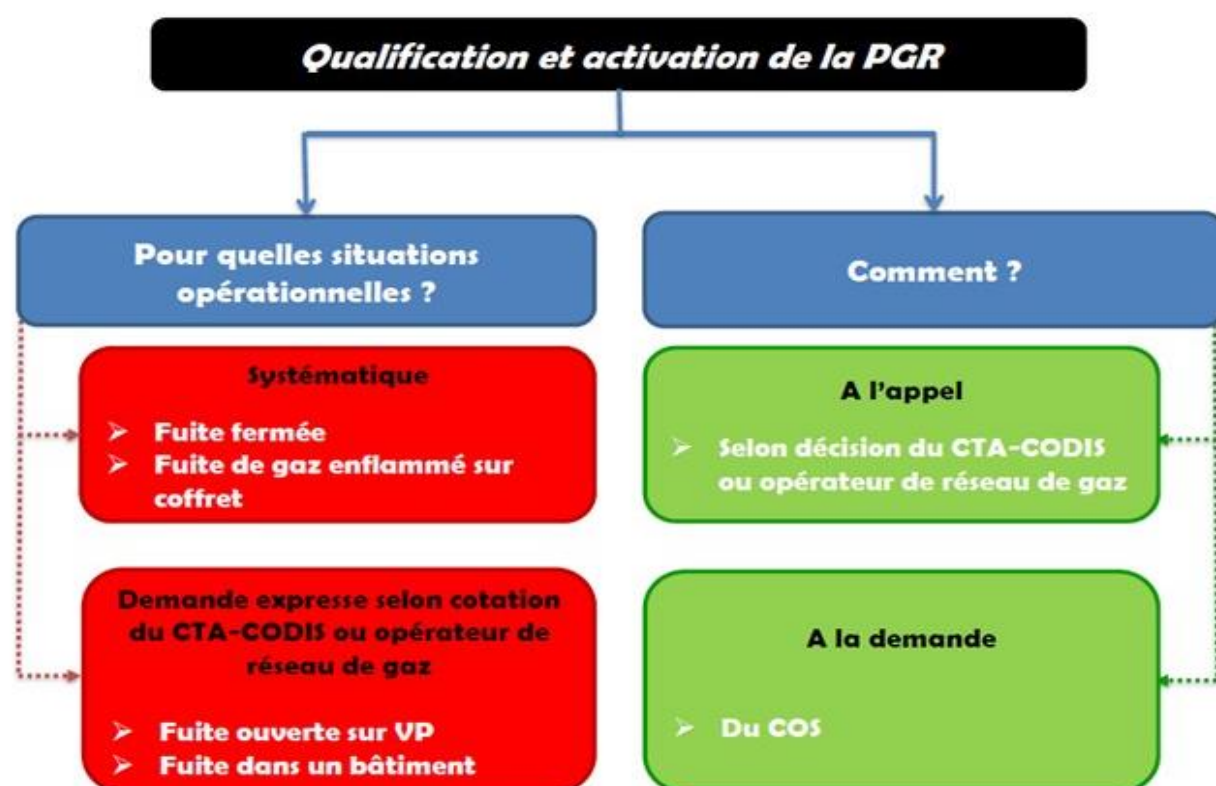 Qualification et activation de la PGR
Pour quelles situations
opérationnelles ?
Systématique
➢ Fuite fermée
➢ Fuite de gaz enflammé sur
coffret
Demande expresse selon cotation
du CTA-CODIS ou opérateur de
réseau de gaz
➢ Fuite ouverte sur VP
➢ Fuite dans un bâtiment
Comment ?
A l'appel
➢ Selon décision du CTA-CODIS
ou opérateur de réseau de gaz
A la demande
➢ Du COS